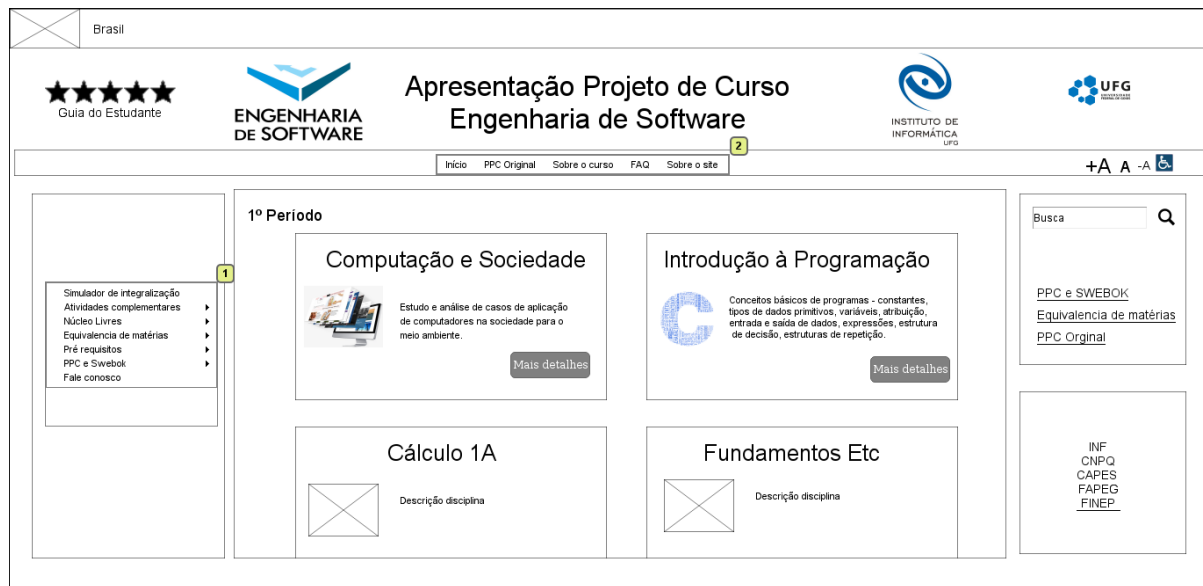 Brasil
Guia do Estudante
ENGENHARIA
DE SOFTWARE
Apresentação Projeto de Curso
Engenharia de Software
INSTITUTO DE
INFORMÁTICA
UFG
UFG
2
Início PPC Original Sobre o curso FAQ Sobre o site
+A A -A
1
Simulador de integralização
Atividades complementares
Núcleo Livres
Equivalencia de matérias
Pré requisitos
PPC e Swebok
Fale conosco
1º Período
Computação e Sociedade
Estudo e análise de casos de aplicação
de computadores na sociedade para o
meio ambiente.
Mais detalhes
Introdução à Programação
C
Conceitos básicos de programas - constantes,
tipos de dados primitivos, variáveis, atribuição,
entrada e saída de dados, expressões, estrutura
de decisão, estruturas de repetição.
Mais detalhes
Cálculo 1A
Descrição disciplina
Fundamentos Etc
Descrição disciplina
Busca
PPC e SWEBOK
Equivalencia de matérias
PPC Orginal
INF
CNPQ
CAPES
FAPEG
FINEP